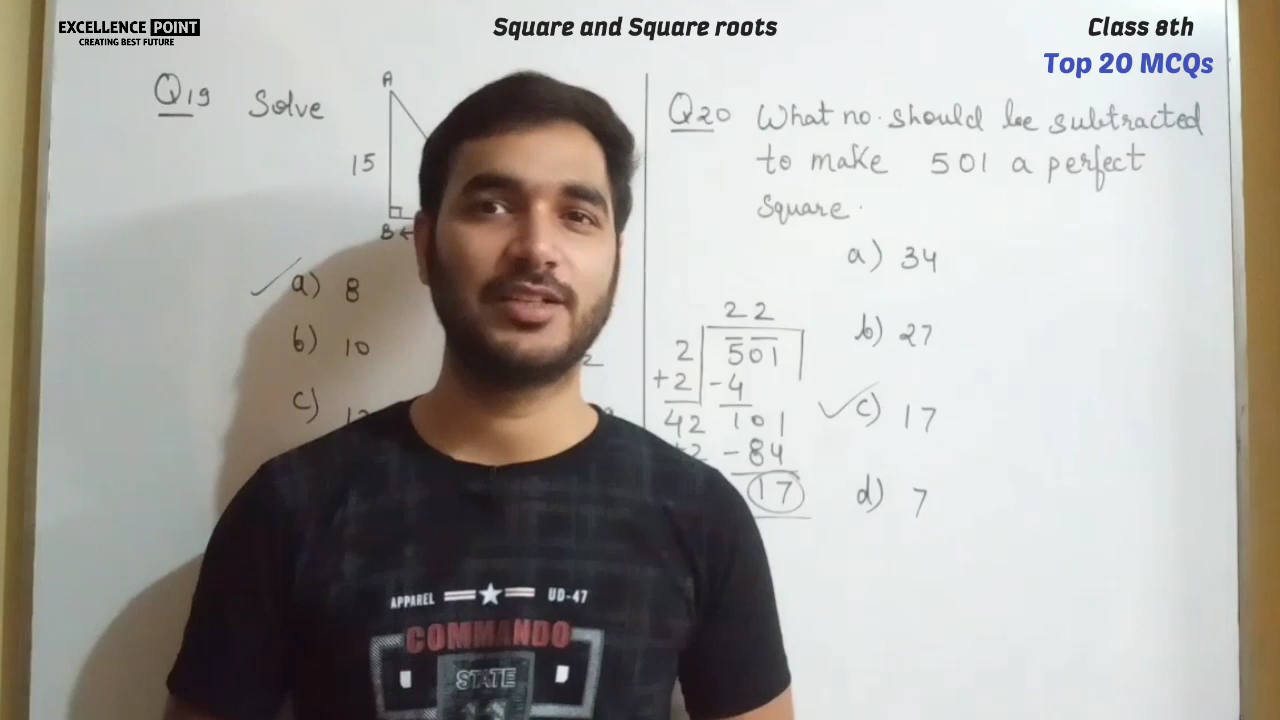 EXCELLENCE POINT
CREATING BEST FUTURE
Square and Square roots
Class 8th
Top 20 MCQs
Q19 Solve
A
15
B
a) 8
b) 10
c)
Q20 What no. should be subtracted
to make 501 a perfect
square.
a) 34
b) 27
c) 17
d) 7
22
2 501
+2 -4
42 101
-84
17
APPAREL UD-47
COMMANDO
STATE